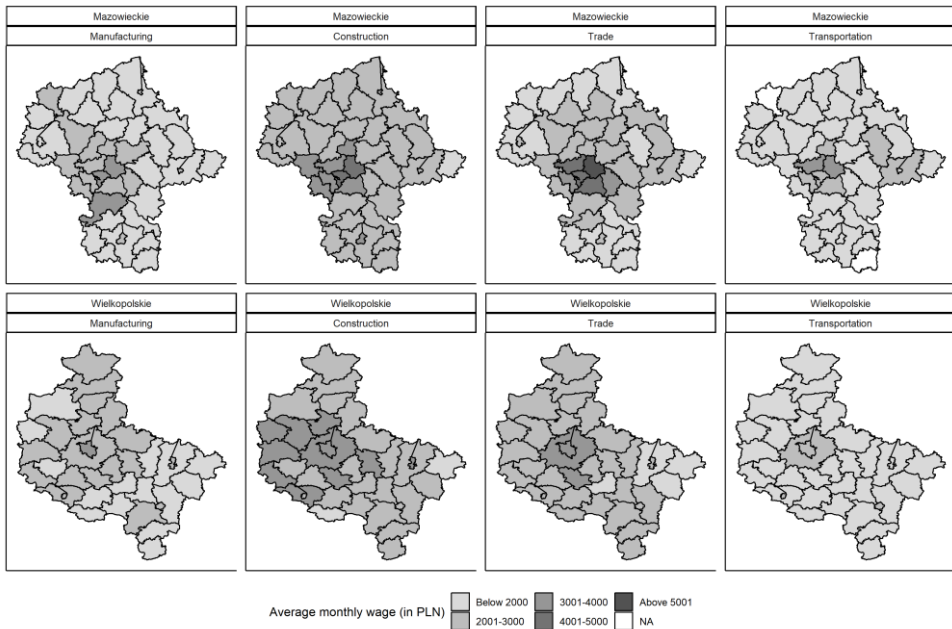 Mazowieckie
Manufacturing
Mazowieckie
Construction
Mazowieckie
Trade
Mazowieckie
Transportation
Wielkopolskie
Manufacturing
Wielkopolskie
Construction
Wielkopolskie
Trade
Wielkopolskie
Transportation
Average monthly wage (in PLN)
Below 2000
3001-4000
Above 5001
2001-3000
4001-5000
NA